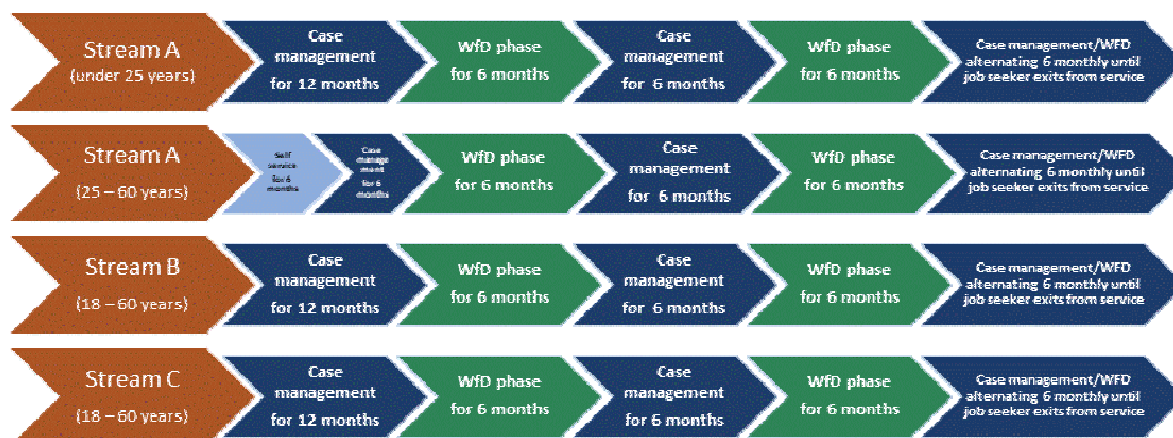 Stream A
(under 25 years)
Case
management
for 12 months
WfD phase
for 6 months
Case
management
for 6 months
WfD phase
for 6 months
Case management/WFD
alternating 6 monthly until
job seeker exits from service
Stream A
(25 – 60 years)
Self
service
for 6
months
Case
manage
ment
for 6
months
WfD phase
for 6 months
Case
management
for 6 months
WfD phase
for 6 months
Case management/WFD
alternating 6 monthly until
job seeker exits from service
Stream B
(18 – 60 years)
Case
management
for 12 months
WfD phase
for 6 months
Case
management
for 6 months
WfD phase
for 6 months
Case management/WFD
alternating 6 monthly until
job seeker exits from service
Stream C
(18 – 60 years)
Case
management
for 12 months
WfD phase
for 6 months
Case
management
for 6 months
WfD phase
for 6 months
Case management/WFD
alternating 6 monthly until
job seeker exits from service